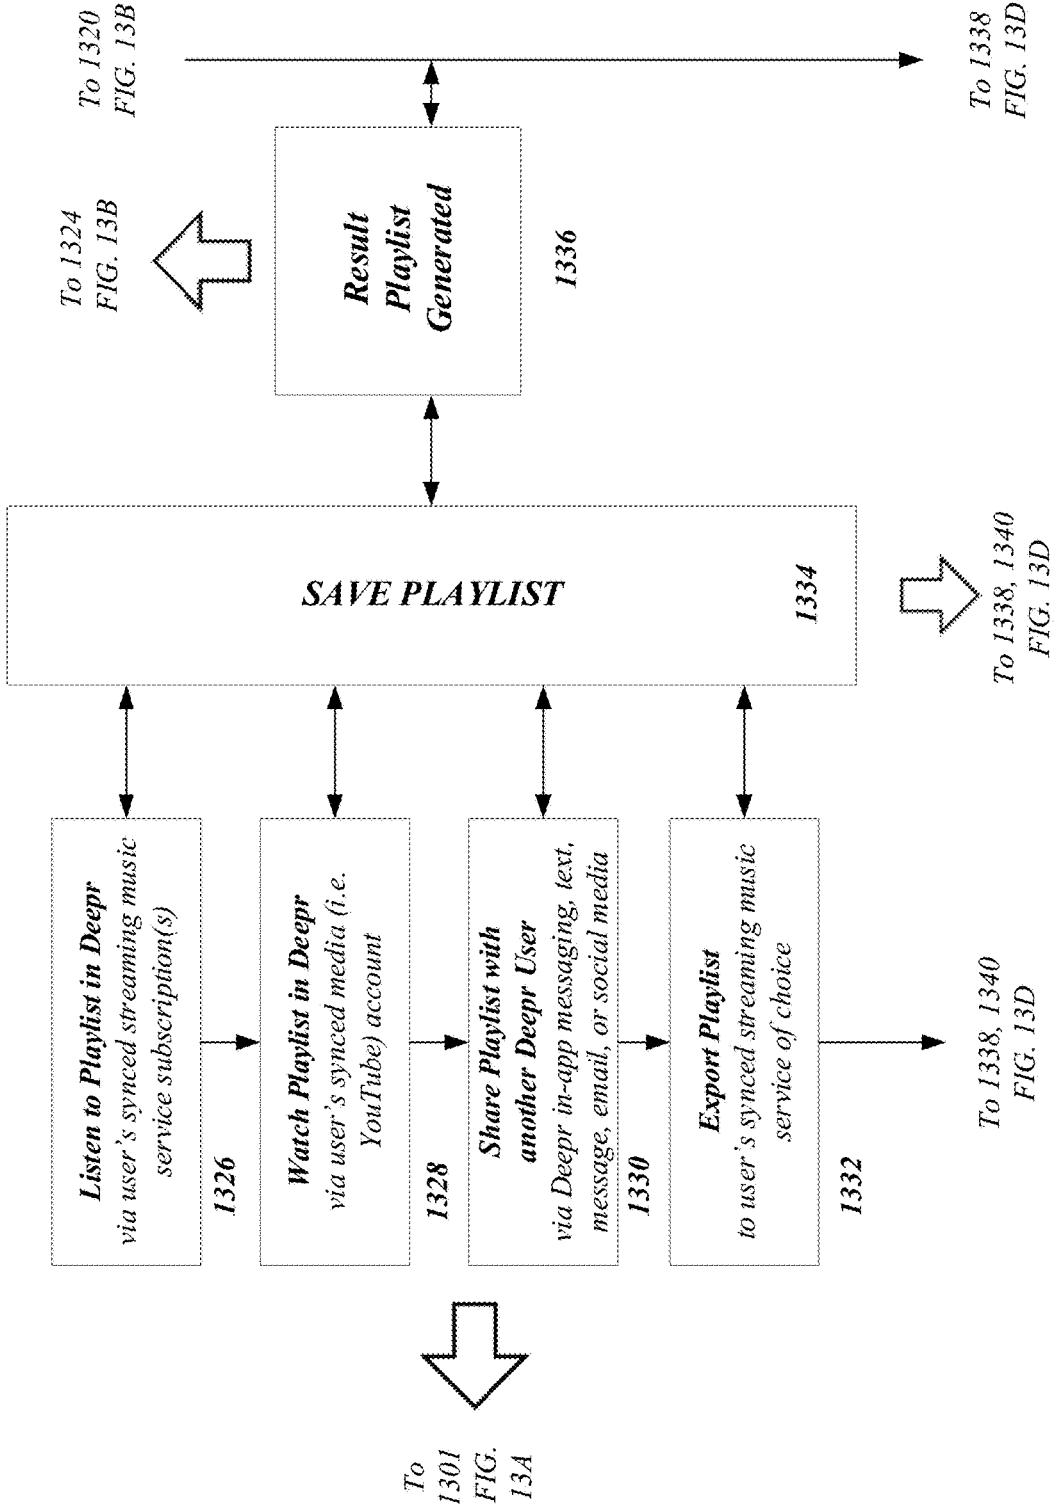 To 1320
FIG. 13B
To 1338
FIG. 13D
To 1324
FIG. 13B
Result
Playlist
Generated
1336
SAVE PLAYLIST
1334
To 1338, 1340
FIG. 13D
Listen to Playlist in Deepr
via user's synced streaming music
service subscription(s)
1326
Watch Playlist in Deepr
via user's synced media (i.e.
YouTube) account
1328
Share Playlist with
another Deepr User
via Deepr in-app messaging, text,
message, email, or social media
1330
Export Playlist
to user's synced streaming music
service of choice
1332
To 1338, 1340
FIG. 13D
To
1301
FIG.
13A